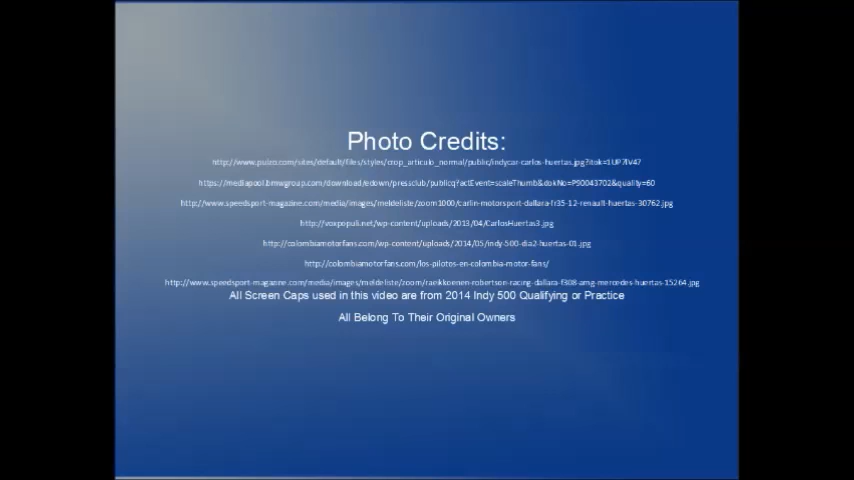 Photo Credits:
http://www.pulzo.com/sites/default/files/styles/crop_articulo_normal/public/indycar-carlos-huertas.jpg?itok=1UP7lV47
https://mediapool.bmwgroup.com/download/edown/pressclub/publicq?actEvent=scaleThumb&dokNo=P90043702&quality=60
http://www.speedsport-magazine.com/media/images/meldeliste/zoom1000/carlin-motorsport-dallara-fr35-12-renault-huertas-30762.jpg
http://voxpopuli.net/wp-content/uploads/2013/04/CarlosHuertas3.jpg
http://colombiamotorfans.com/wp-content/uploads/2014/05/indy-500-dia2-huertas-01.jpg
http://colombiamotorfans.com/los-pilotos-en-colombia-motor-fans/
http://www.speedsport-magazine.com/media/images/meldeliste/zoom/raeikkoenen-robertson-racing-dallara-f308-amg-mercedes-huertas-15264.jpg
All Screen Caps used in this video are from 2014 Indy 500 Qualifying or Practice
All Belong To Their Original Owners